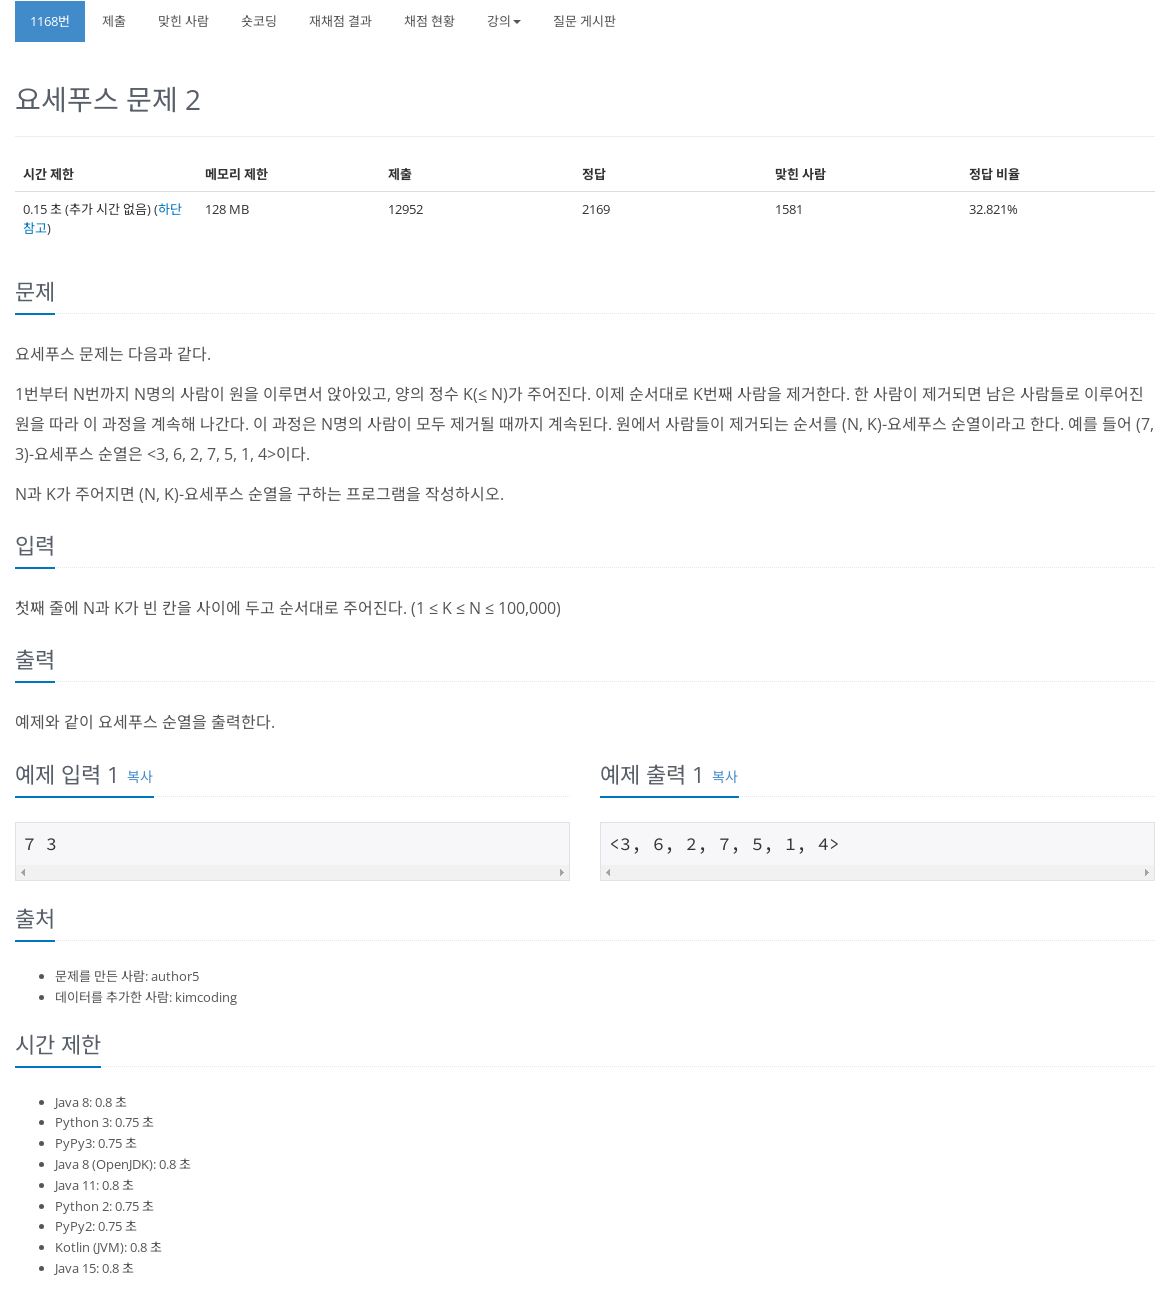 1168번 제출 맞힌 사람 숏코딩 재채점 결과 채점 현황 강의 질문 게시판
요세푸스 문제 2
시간 제한 메모리 제한 제출 정답 맞힌 사람 정답 비율
0.15 초 (추가 시간 없음) (하단 128 MB 12952 2169 1581 32.821%
참고)
문제
요세푸스 문제는 다음과 같다.
1번부터 N번까지 N명의 사람이 원을 이루면서 앉아있고, 양의 정수 K(≤ N)가 주어진다. 이제 순서대로 K번째 사람을 제거한다. 한 사람이 제거되면 남은 사람들로 이루어진
원을 따라 이 과정을 계속해 나간다. 이 과정은 N명의 사람이 모두 제거될 때까지 계속된다. 원에서 사람들이 제거되는 순서를 (N, K)-요세푸스 순열이라고 한다. 예를 들어 (7,
3)-요세푸스 순열은 <3, 6, 2, 7, 5, 1, 4>이다.
N과 K가 주어지면 (N, K)-요세푸스 순열을 구하는 프로그램을 작성하시오.
입력
첫째 줄에 N과 K가 빈 칸을 사이에 두고 순서대로 주어진다. (1 ≤ K ≤ N ≤ 100,000)
출력
예제와 같이 요세푸스 순열을 출력한다.
예제 입력 1 복사
7 3
예제 출력 1 복사
<3, 6, 2, 7, 5, 1, 4>
출처
문제를 만든 사람: author5
데이터를 추가한 사람: kimcoding
시간 제한
Java 8: 0.8 초
Python 3: 0.75 초
PyPy3: 0.75 초
Java 8 (OpenJDK): 0.8 초
Java 11: 0.8 초
Python 2: 0.75 초
PyPy2: 0.75 초
Kotlin (JVM): 0.8 초
Java 15: 0.8 초